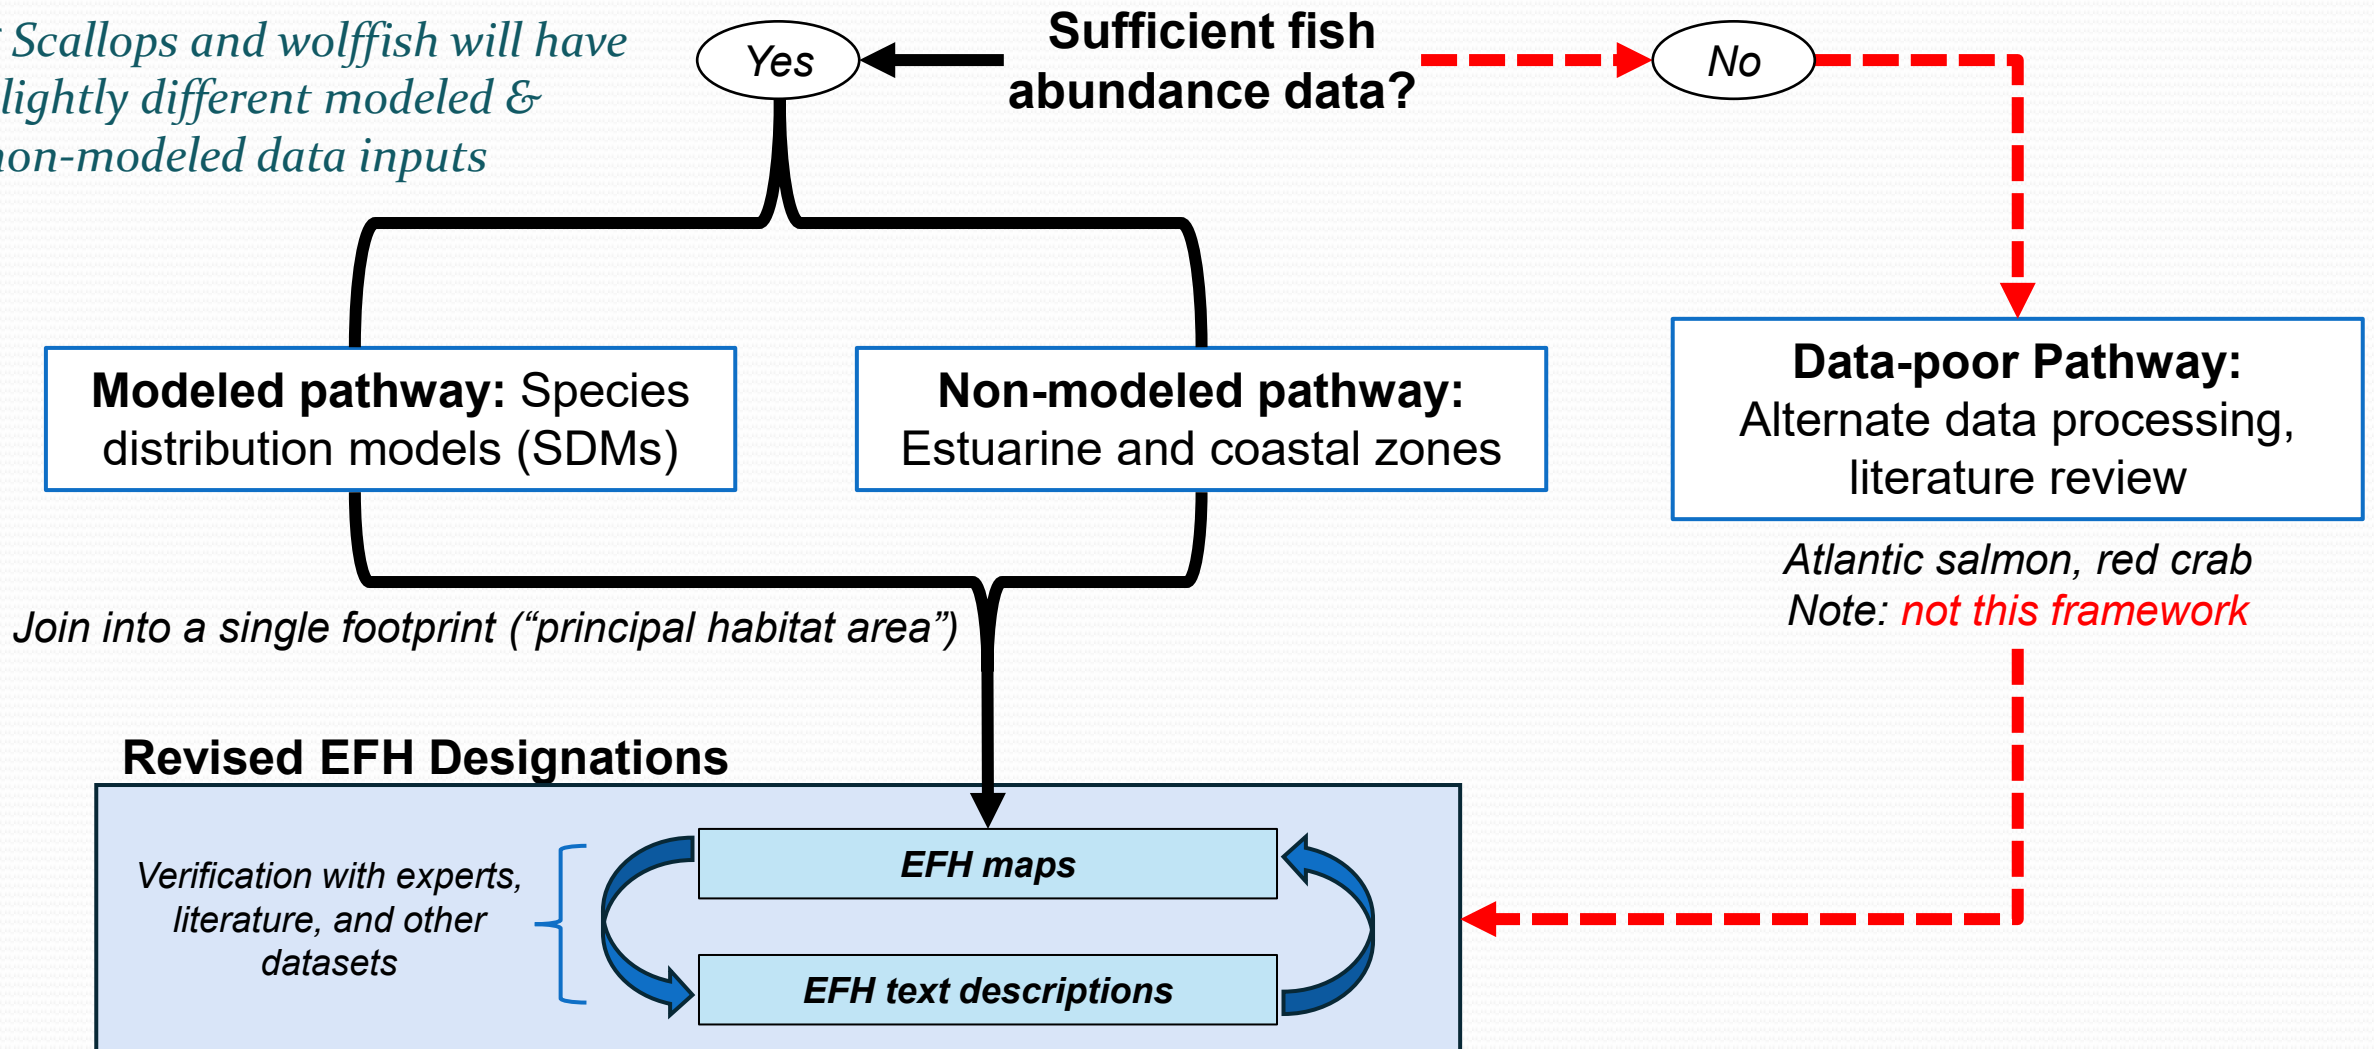 Scallops and wolffish will have
lightly different modeled &
non-modeled data inputs
Yes
Sufficient fish
abundance data?
No
Modeled pathway: Species
distribution models (SDMs)
Non-modeled pathway:
Estuarine and coastal zones
Data-poor Pathway:
Alternate data processing,
literature review
Atlantic salmon, red crab
Note: not this framework
Join into a single footprint (“principal habitat area”)
Revised EFH Designations
Verification with experts,
literature, and other
datasets
EFH maps
EFH text descriptions